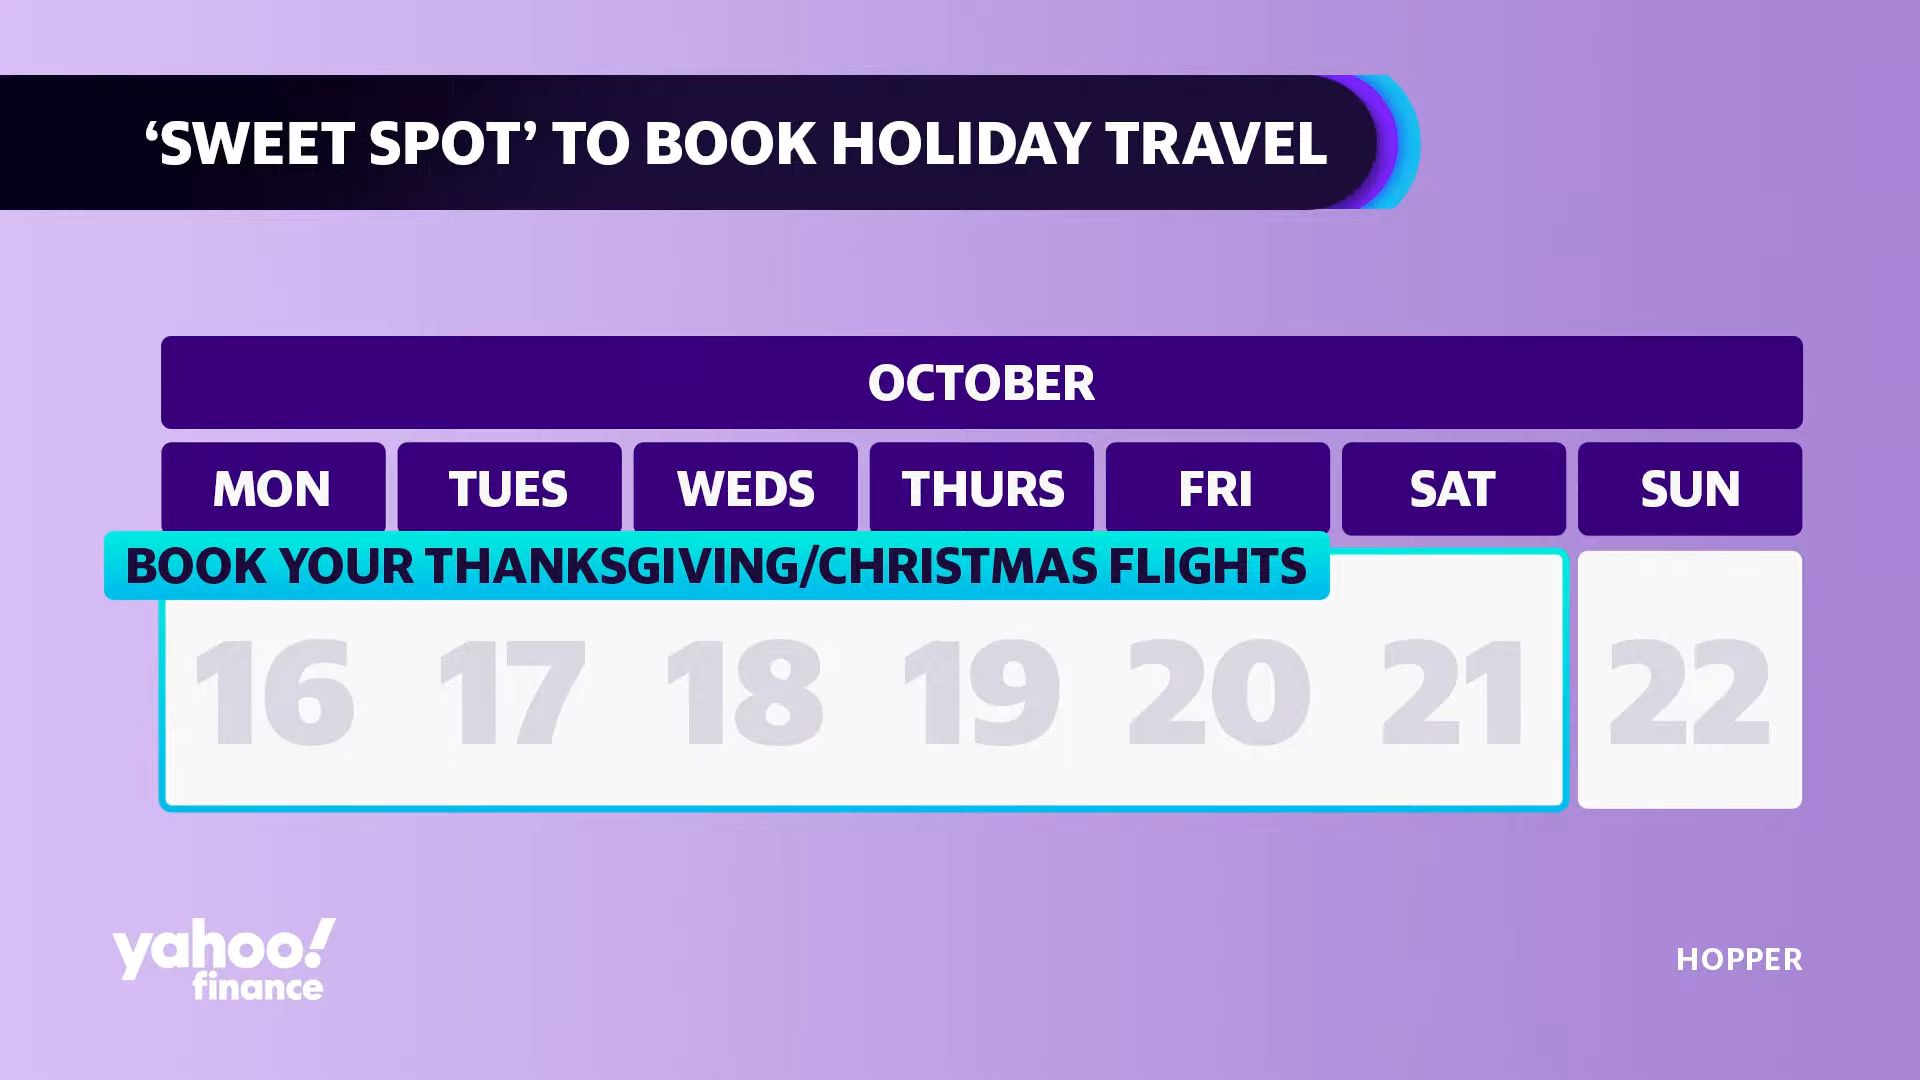 ‘SWEET SPOT’ TO BOOK HOLIDAY TRAVEL
OCTOBER
MON TUES WEDS THURS FRI SAT SUN
BOOK YOUR THANKSGIVING/CHRISTMAS FLIGHTS
16 17 18 19 20 21 22
yahoo!
finance
HOPPER